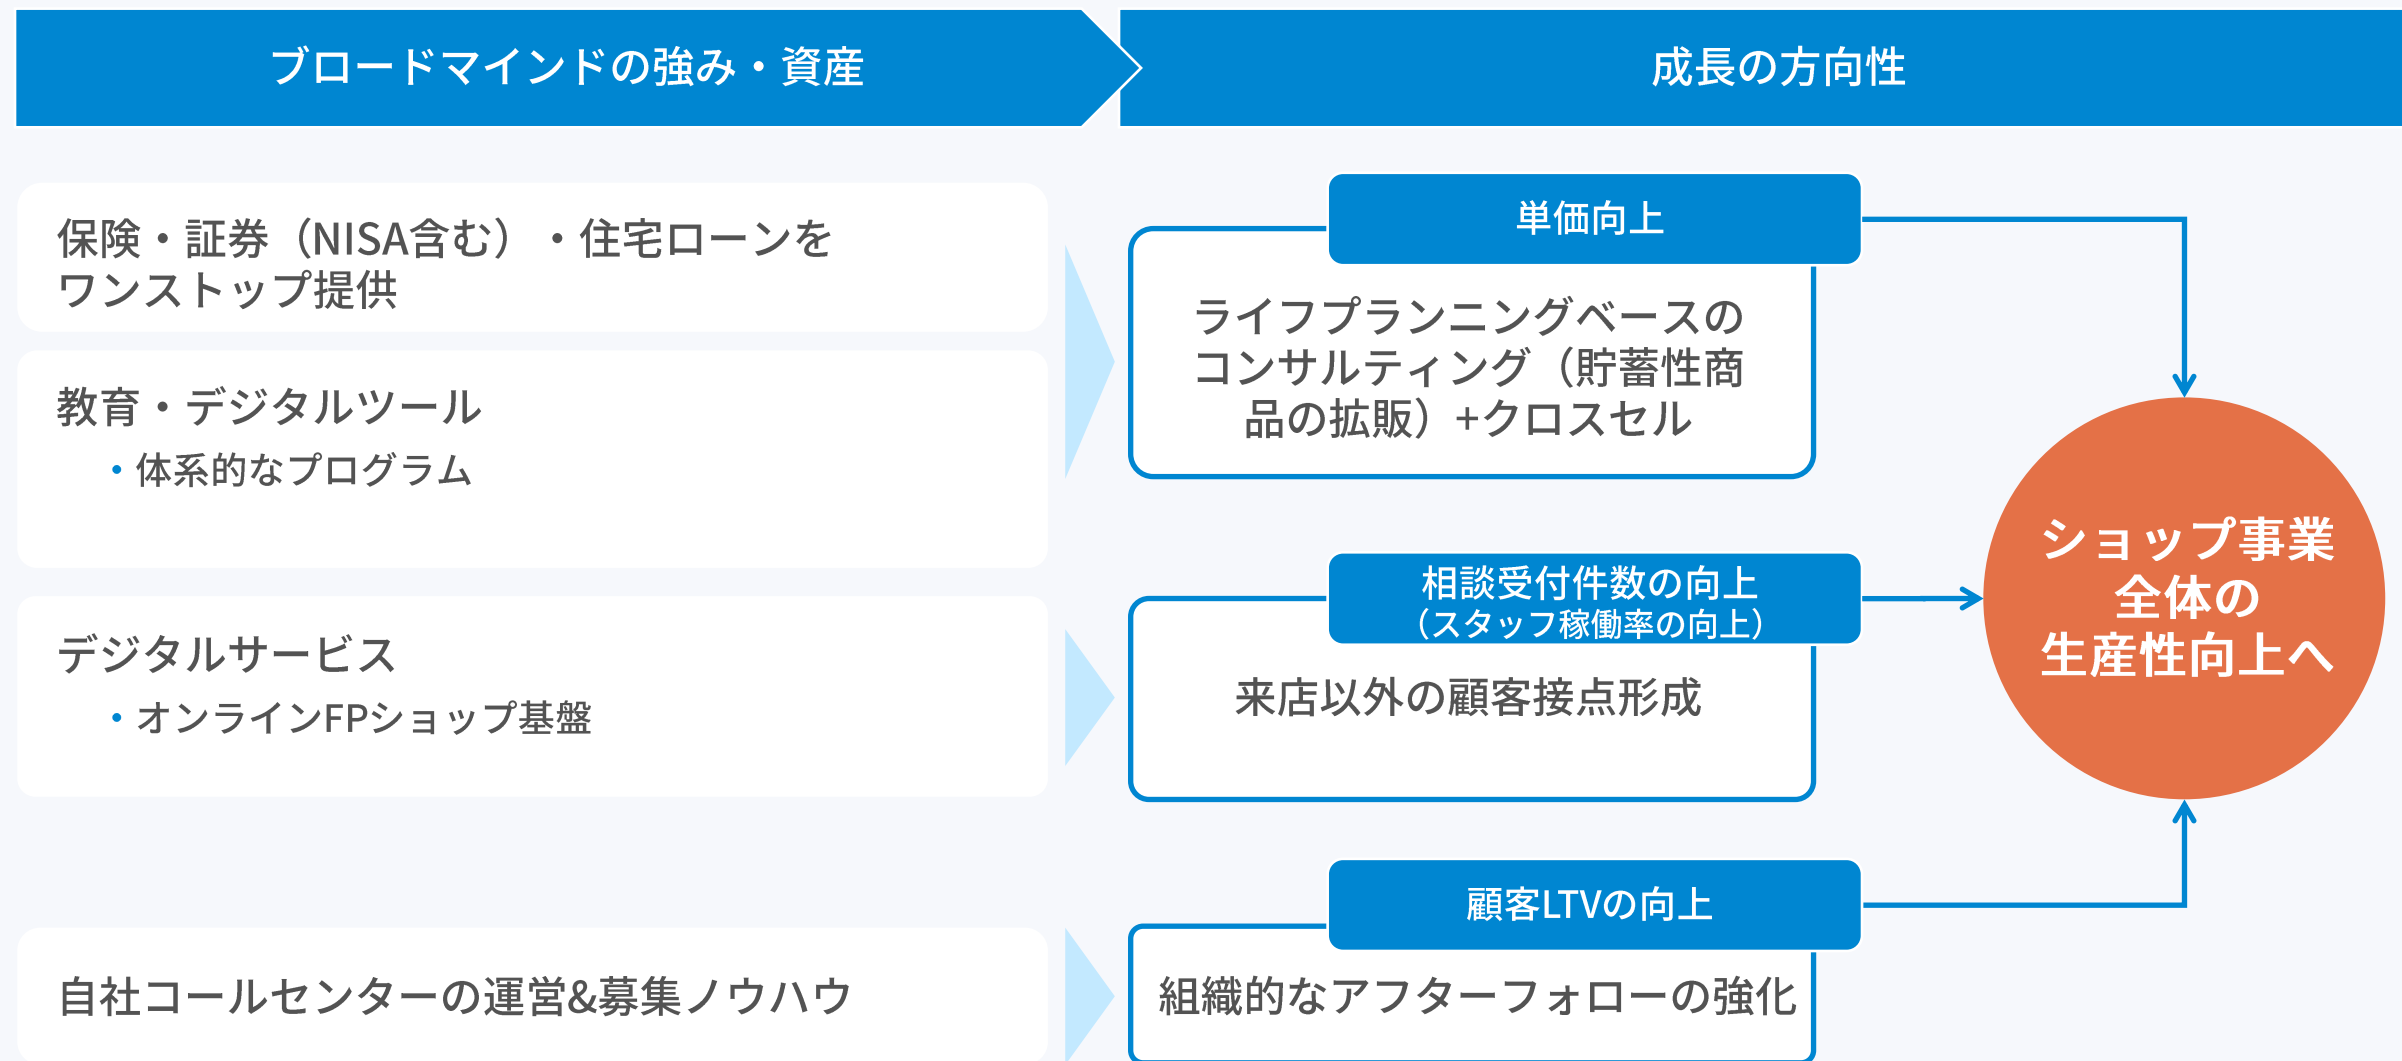 ブロードマインドの強み・資産
成長の方向性
保険・証券（NISA含む）・住宅ローンを
ワンストップ提供
教育・デジタルツール
・体系的なプログラム
デジタルサービス
・オンラインFPショップ基盤
自社コールセンターの運営&募集ノウハウ
単価向上
ライフプランニングベースの
コンサルティング（貯蓄性商
品の拡販）+クロスセル
相談受付件数の向上
（スタッフ稼働率の向上）
来店以外の顧客接点形成
顧客LTVの向上
組織的なアフターフォローの強化
ショップ事業
全体の
生産性向上へ